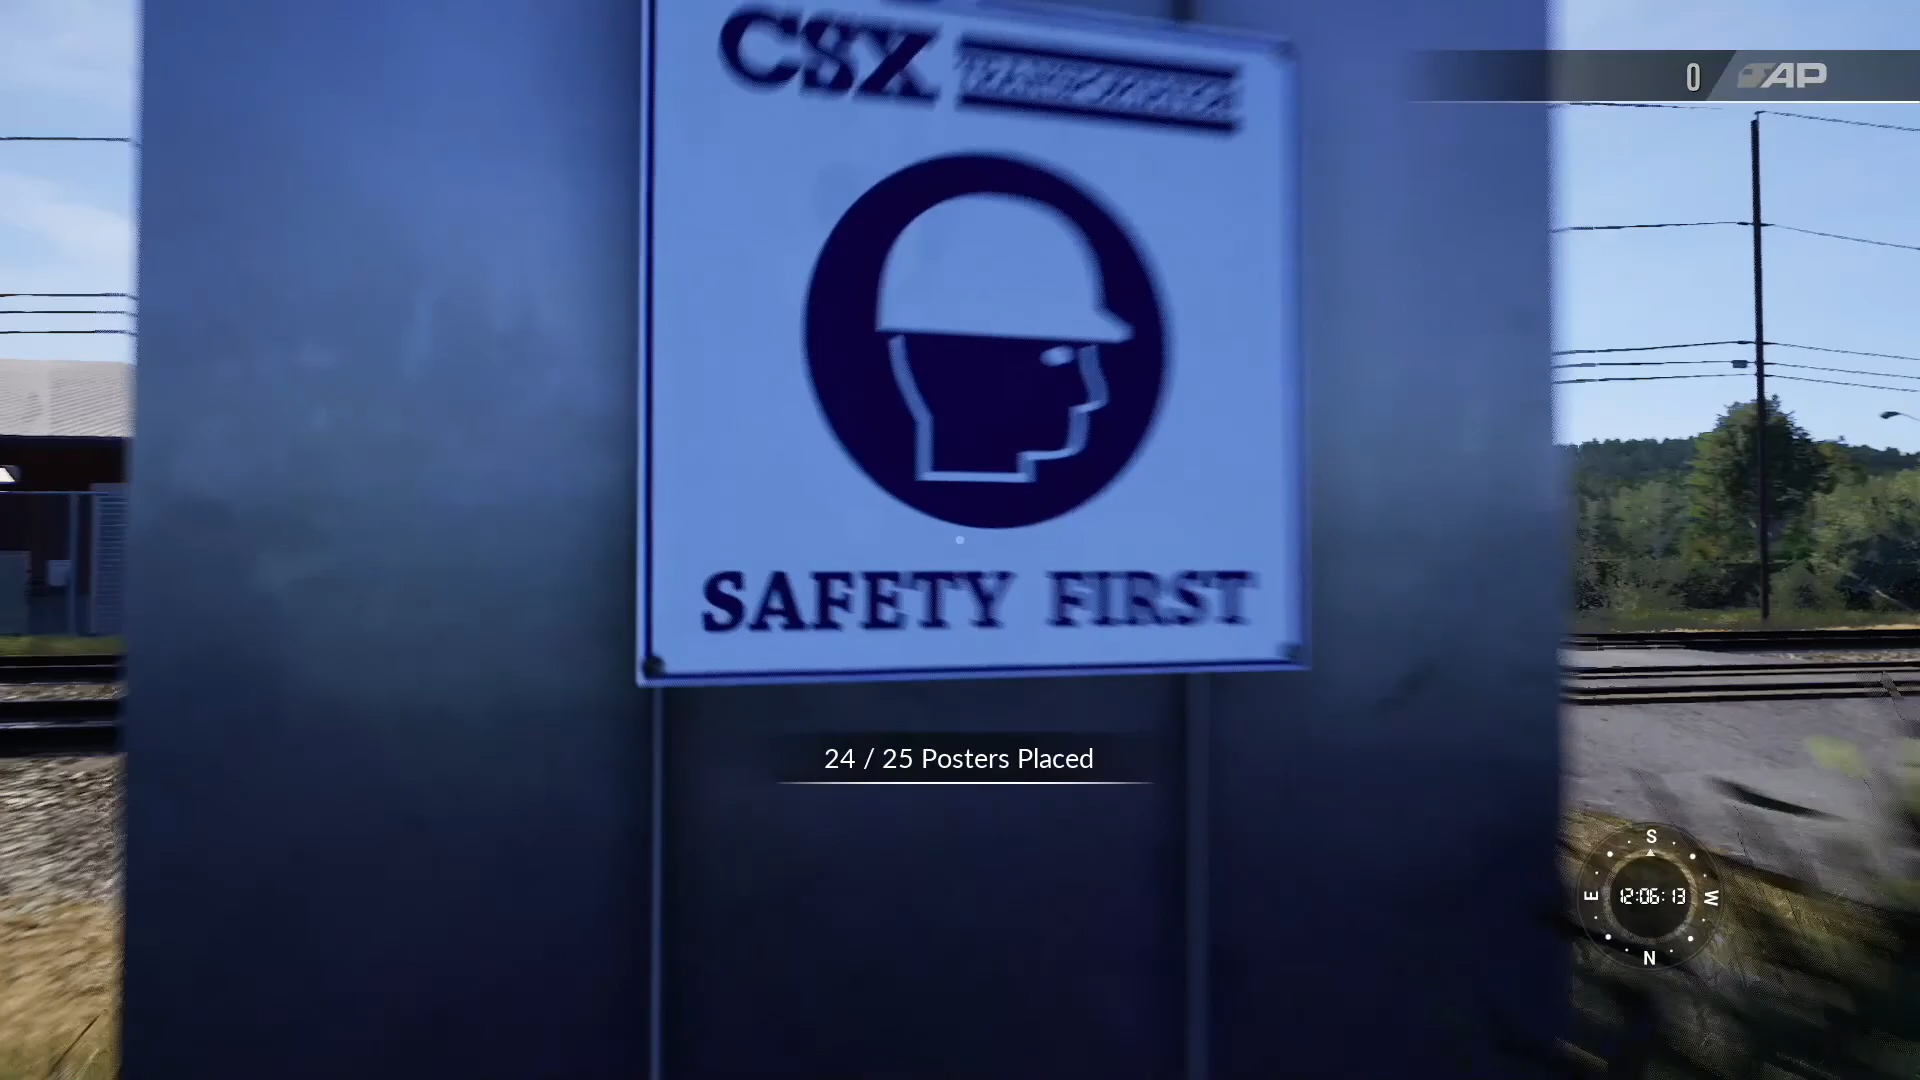 CSX
0 AP
SAFETY FIRST
24 / 25 Posters Placed
S
E 12:06:13 W
N